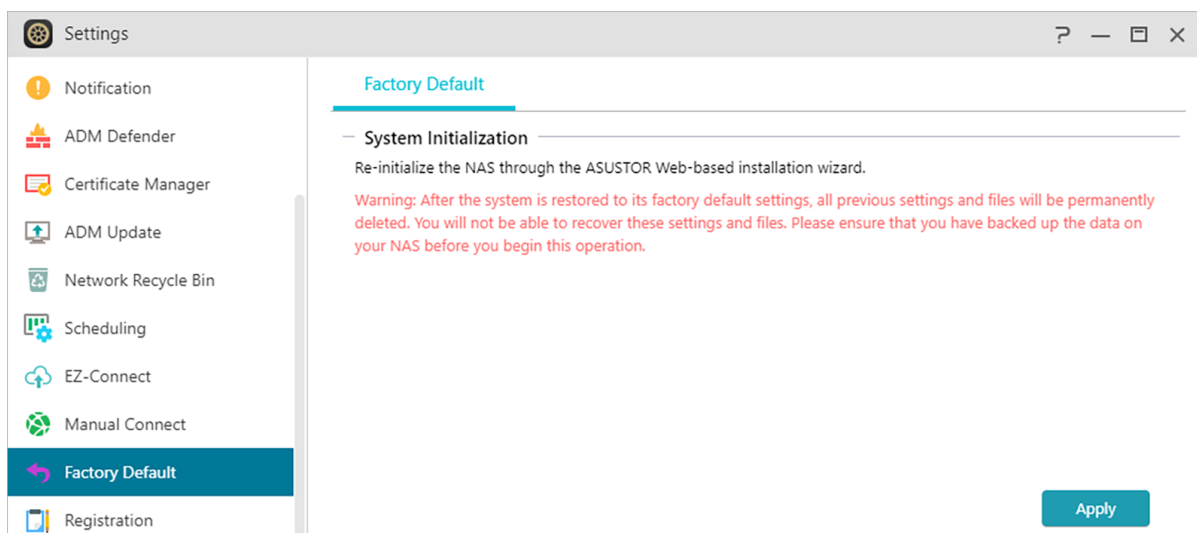 Settings
Notification
ADM Defender
Certificate Manager
ADM Update
Network Recycle Bin
Scheduling
EZ-Connect
Manual Connect
Factory Default
Registration
Factory Default
System Initialization
Re-initialize the NAS through the ASUSTOR Web-based installation wizard.
Warning: After the system is restored to its factory default settings, all previous settings and files will be permanently
deleted. You will not be able to recover these settings and files. Please ensure that you have backed up the data on
your NAS before you begin this operation.
Apply